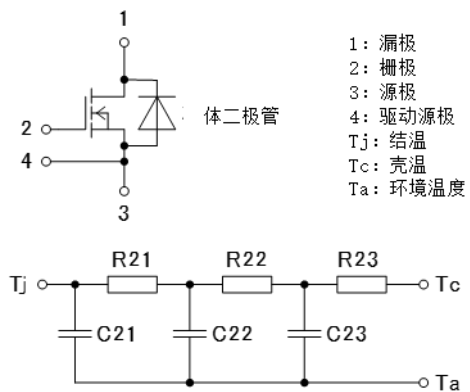 1
2
4
3
体二极管
1: 漏极
2: 栅极
3: 源极
4: 驱动源极
Tj: 结温
Tc: 壳温
Ta: 环境温度
R21
R22
R23
Tj
Tc
C21
C22
C23
Ta